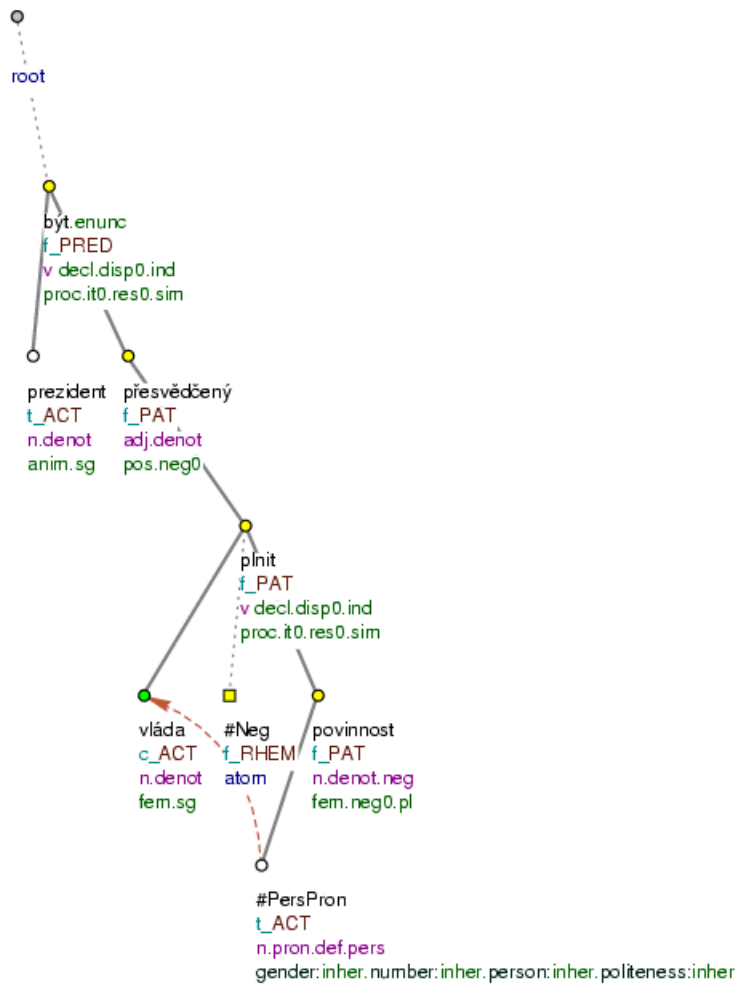 root
být.enunc
f_PRED
v decl.disp0.ind
proc.it0.res0.sim
prezident
t_ACT
n.denot
anim.sg
přesvědčený
f_PAT
adj.denot
pos.neg0
plnit
f_PAT
v decl.disp0.ind
proc.it0.res0.sim
vláda
c_ACT
n.denot
fem.sg
#Neg
f_RHEM
atom
povinnost
f_PAT
n.denot.neg
fem.neg0.pl
#PersPron
t_ACT
n.pron.def.pers
gender:inher.number:inher.person:inher.politeness:inher